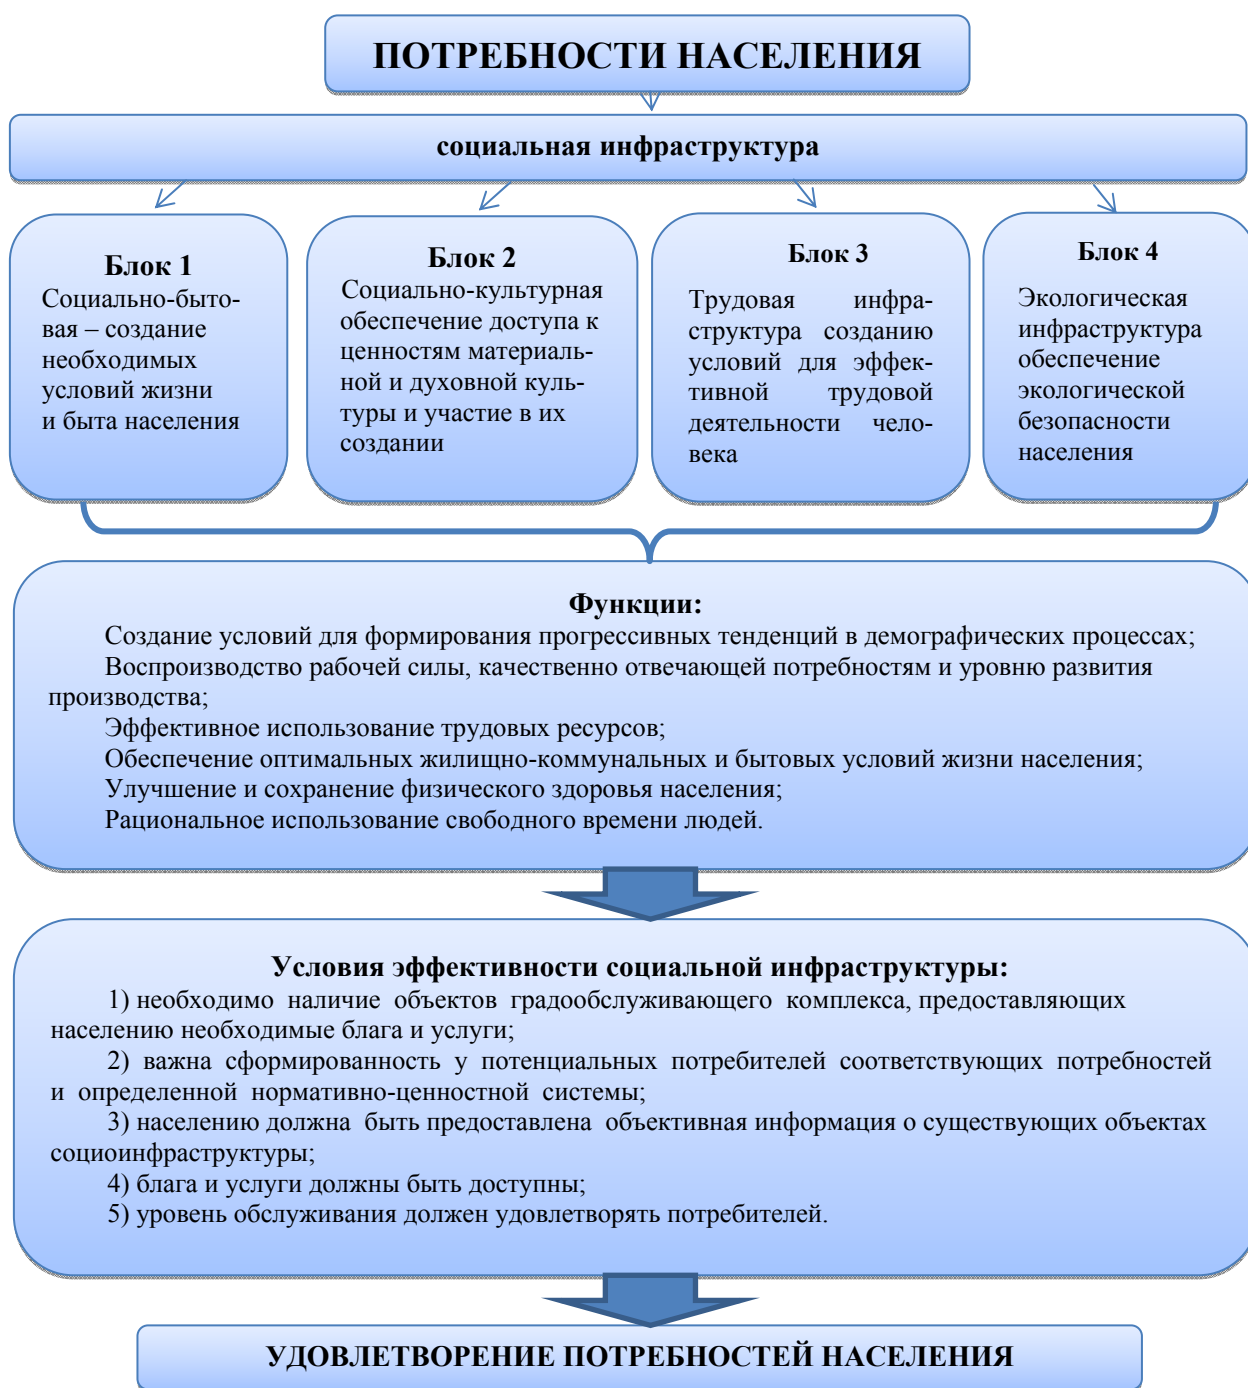 ПОТРЕБНОСТИ НАСЕЛЕНИЯ
социальная инфраструктура
Блок 1
Социально-быто-
вая – создание
необходимых
условий жизни
и быта населения
Блок 2
Социально-культурная
обеспечение доступа к
ценностям материаль-
ной и духовной куль-
туры и участие в их
создании
Блок 3
Трудовая инфра-
структура созданию
условий для эффек-
тивной трудовой
деятельности чело-
века
Блок 4
Экологическая
инфраструктура
обеспечение
экологической
безопасности
населения
Функции:
Создание условий для формирования прогрессивных тенденций в демографических процессах;
Воспроизводство рабочей силы, качественно отвечающей потребностям и уровню развития
производства;
Эффективное использование трудовых ресурсов;
Обеспечение оптимальных жилищно-коммунальных и бытовых условий жизни населения;
Улучшение и сохранение физического здоровья населения;
Рациональное использование свободного времени людей.
Условия эффективности социальной инфраструктуры:
1) необходимо наличие объектов градообслуживающего комплекса, предоставляющих
населению необходимые блага и услуги;
2) важна сформированность у потенциальных потребителей соответствующих потребностей
и определенной нормативно-ценностной системы;
3) населению должна быть предоставлена объективная информация о существующих объектах
социоинфраструктуры;
4) блага и услуги должны быть доступны;
5) уровень обслуживания должен удовлетворять потребителей.
УДОВЛЕТВОРЕНИЕ ПОТРЕБНОСТЕЙ НАСЕЛЕНИЯ